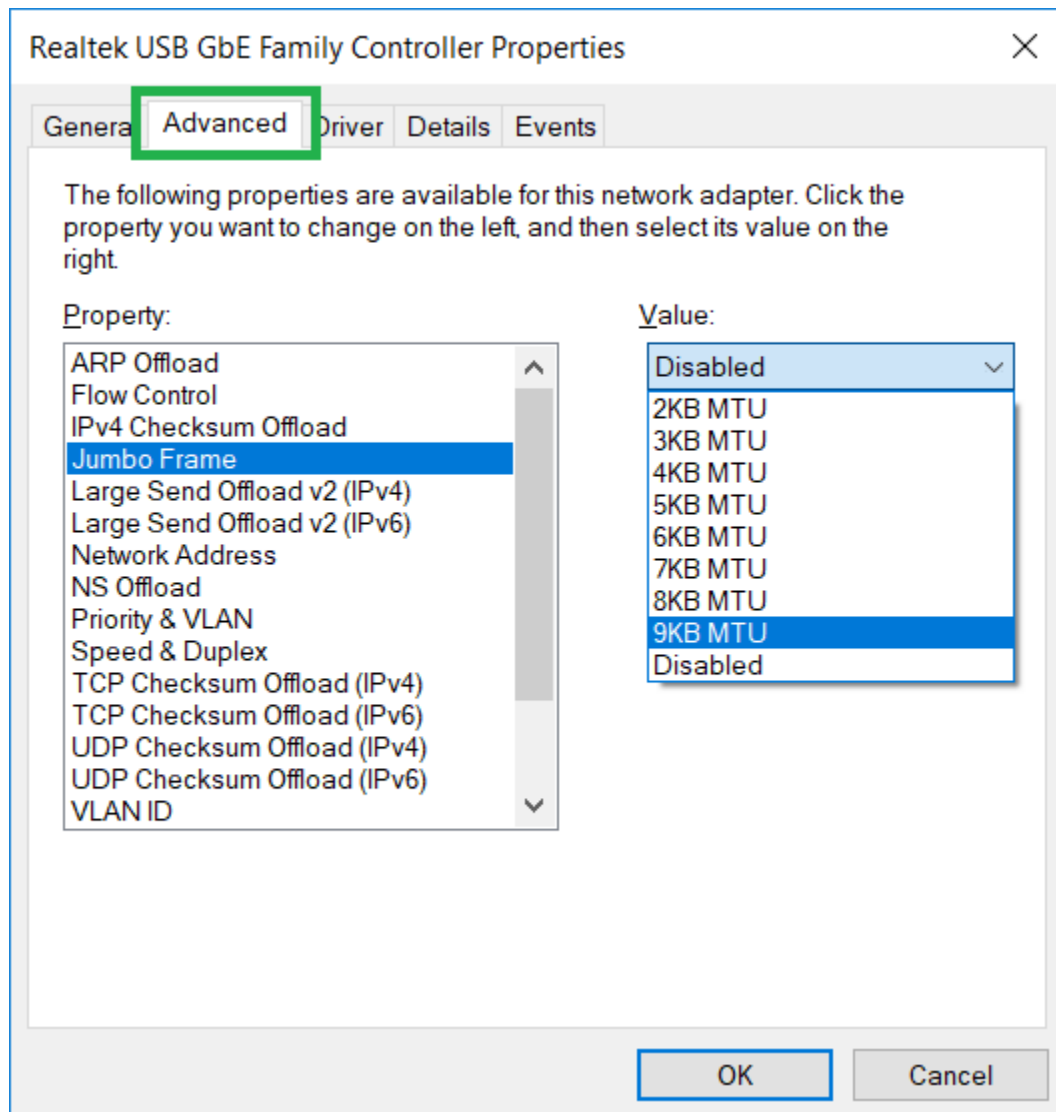 Realtek USB GbE Family Controller Properties
General Advanced Driver Details Events
The following properties are available for this network adapter. Click the
property you want to change on the left, and then select its value on the
right.
Property:
ARP Offload
Flow Control
IPv4 Checksum Offload
Jumbo Frame
Large Send Offload v2 (IPv4)
Large Send Offload v2 (IPv6)
Network Address
NS Offload
Priority & VLAN
Speed & Duplex
TCP Checksum Offload (IPv4)
TCP Checksum Offload (IPv6)
UDP Checksum Offload (IPv4)
UDP Checksum Offload (IPv6)
VLAN ID
Value:
Disabled
2KB MTU
3KB MTU
4KB MTU
5KB MTU
6KB MTU
7KB MTU
8KB MTU
9KB MTU
Disabled
OK Cancel